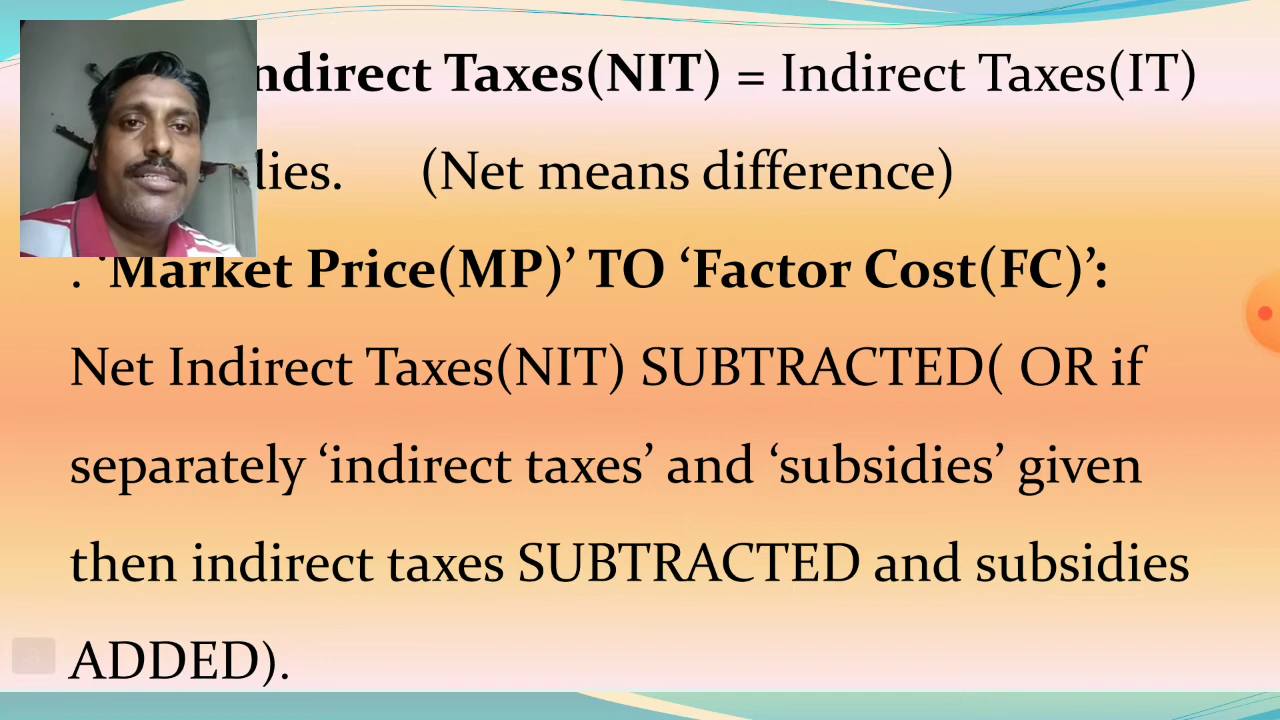 ndirect Taxes(NIT) = Indirect Taxes(IT)
dies. (Net means difference)
. ‘Market Price(MP)’ TO ‘Factor Cost(FC)’:
Net Indirect Taxes(NIT) SUBTRACTED( OR if
separately ‘indirect taxes’ and ‘subsidies’ given
then indirect taxes SUBTRACTED and subsidies
ADDED).